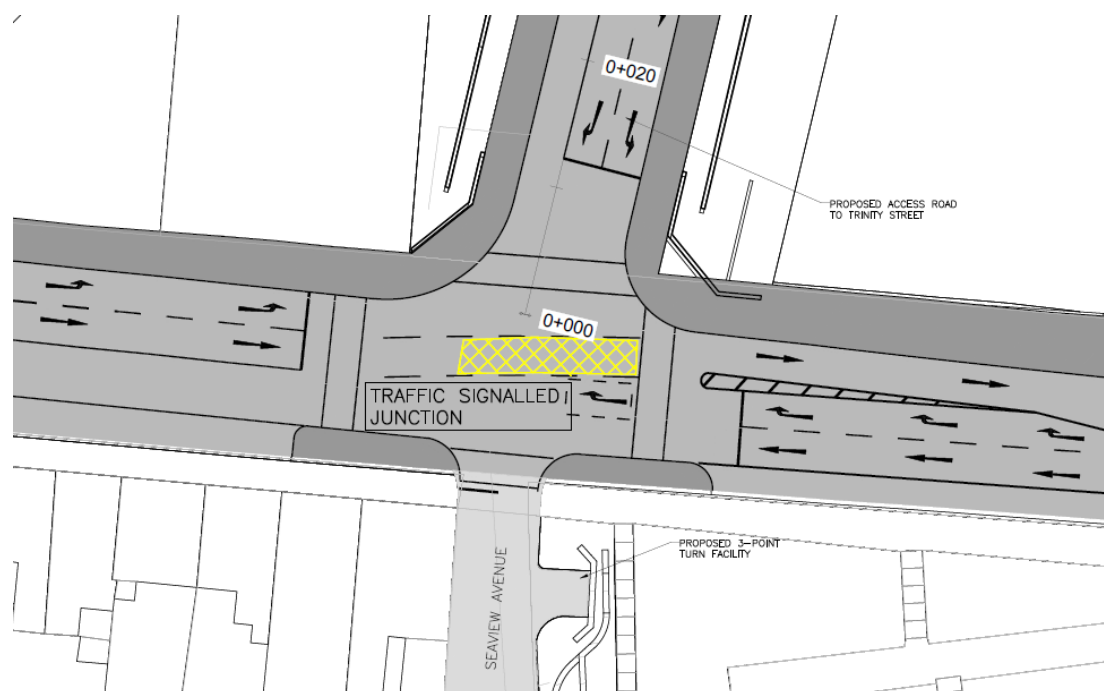 0+020
PROPOSED ACCESS ROAD
TO TRINITY STREET
0+000
TRAFFIC SIGNALLED
JUNCTION
PROPOSED 3-POINT
TURN FACILITY
SEAVIEW AVENUE